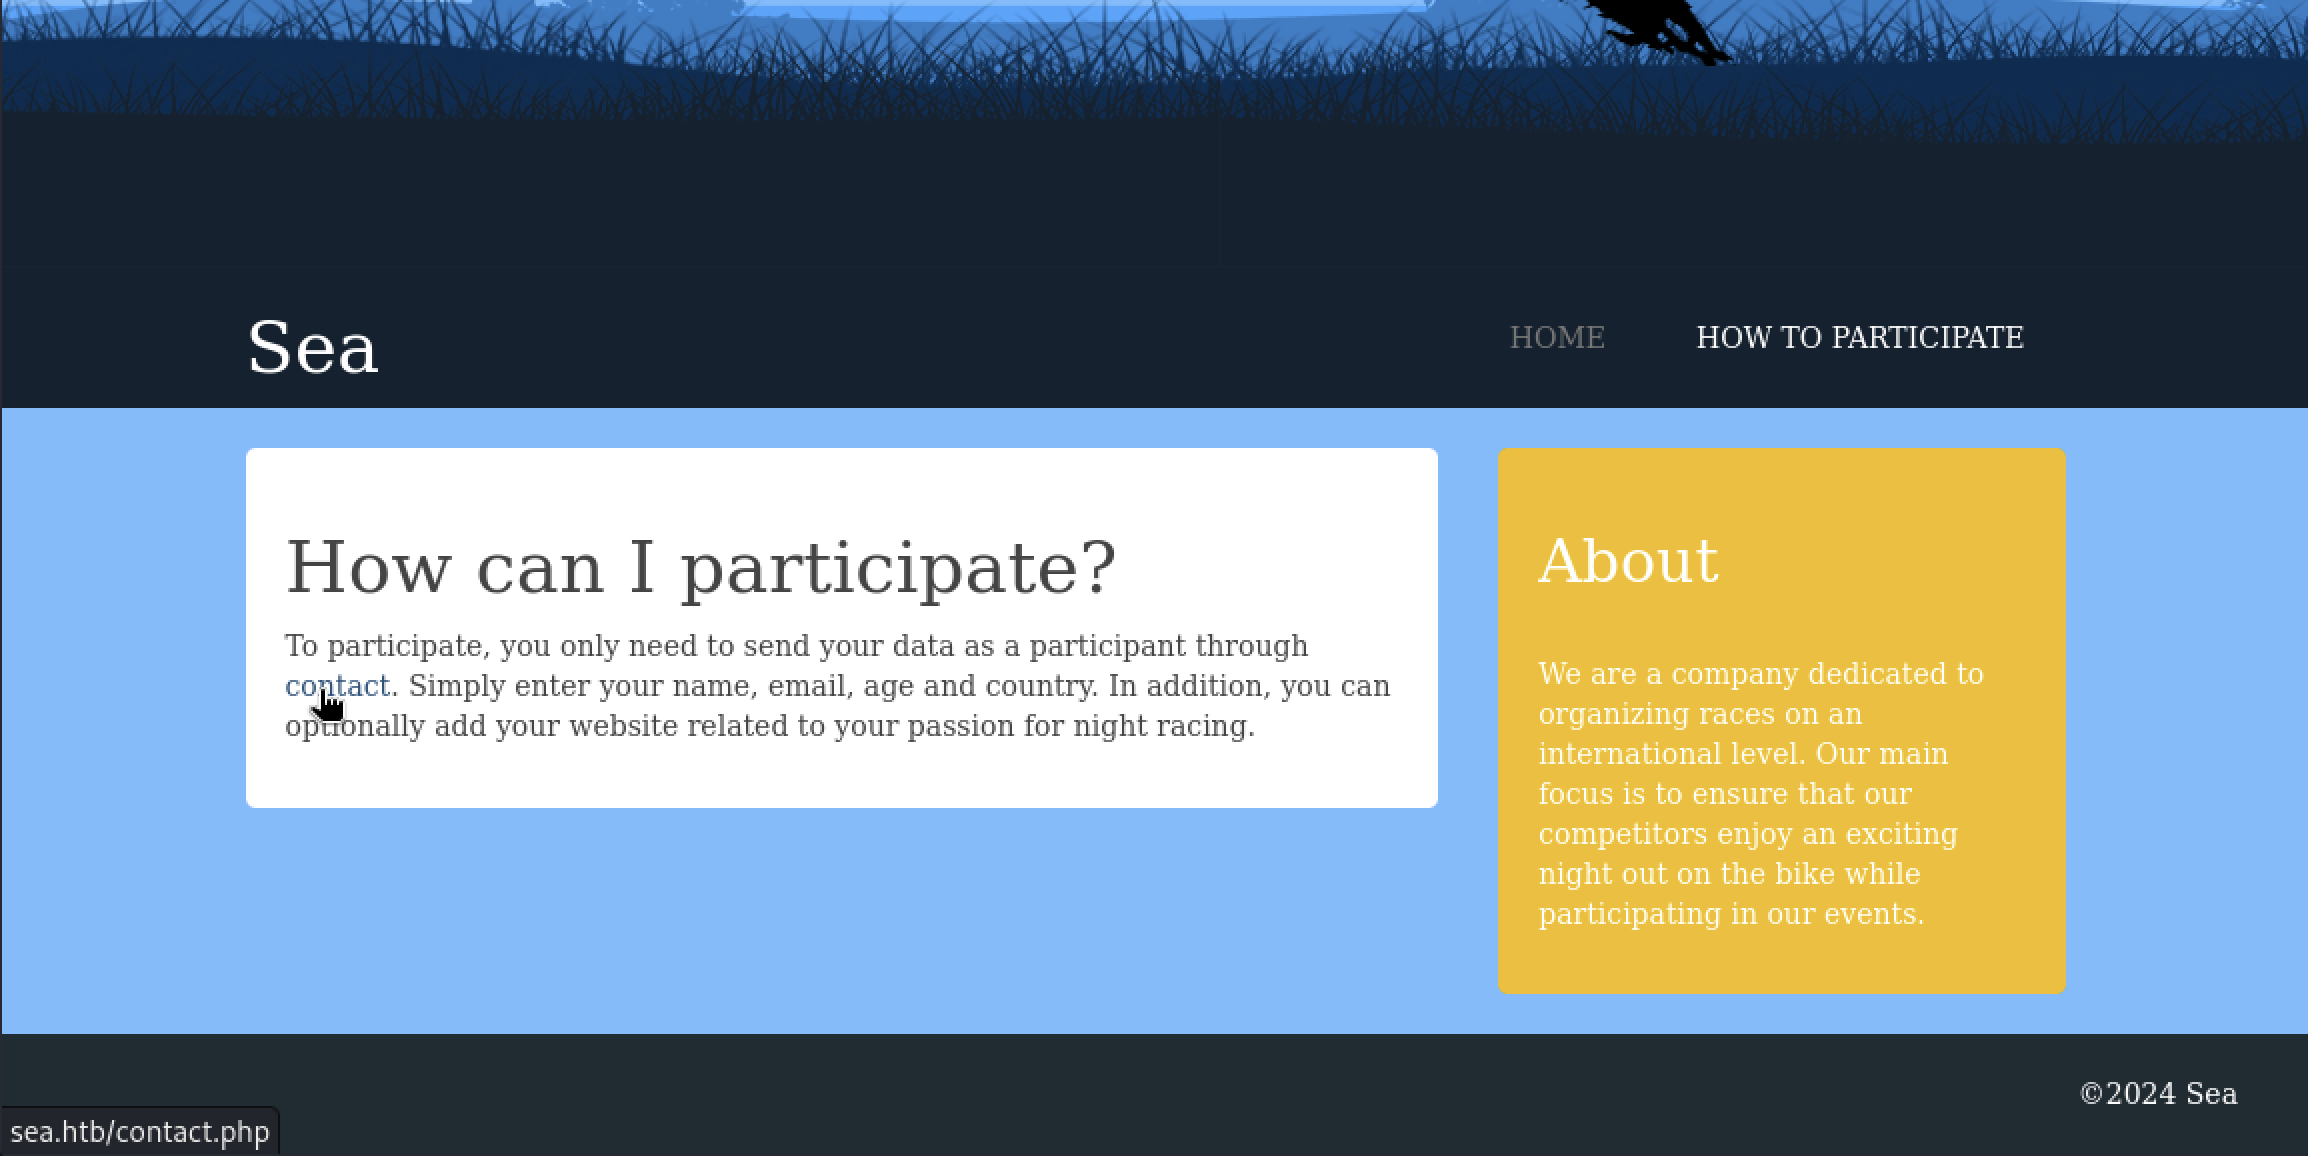 Sea
HOME
HOW TO PARTICIPATE
How can I participate?
To participate, you only need to send your data as a participant through
contact. Simply enter your name, email, age and country. In addition, you can
optionally add your website related to your passion for night racing.
About
We are a company dedicated to
organizing races on an
international level. Our main
focus is to ensure that our
competitors enjoy an exciting
night out on the bike while
participating in our events.
©2024 Sea
sea.htb/contact.php